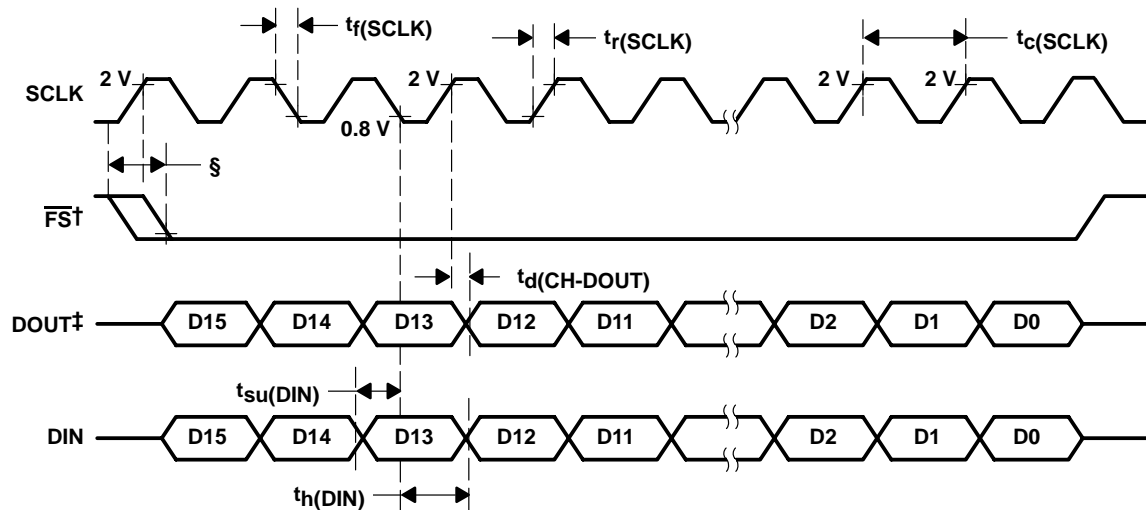 tf(SCLK)
tr(SCLK)
tc(SCLK)
SCLK
2 V
2 V
2 V
2 V
0.8 V
§
FS†
td(CH-DOUT)
DOUT‡
D15 D14 D13 D12 D11 D2 D1 D0
tsu(DIN)
DIN
D15 D14 D13 D12 D11 D2 D1 D0
th(DIN)